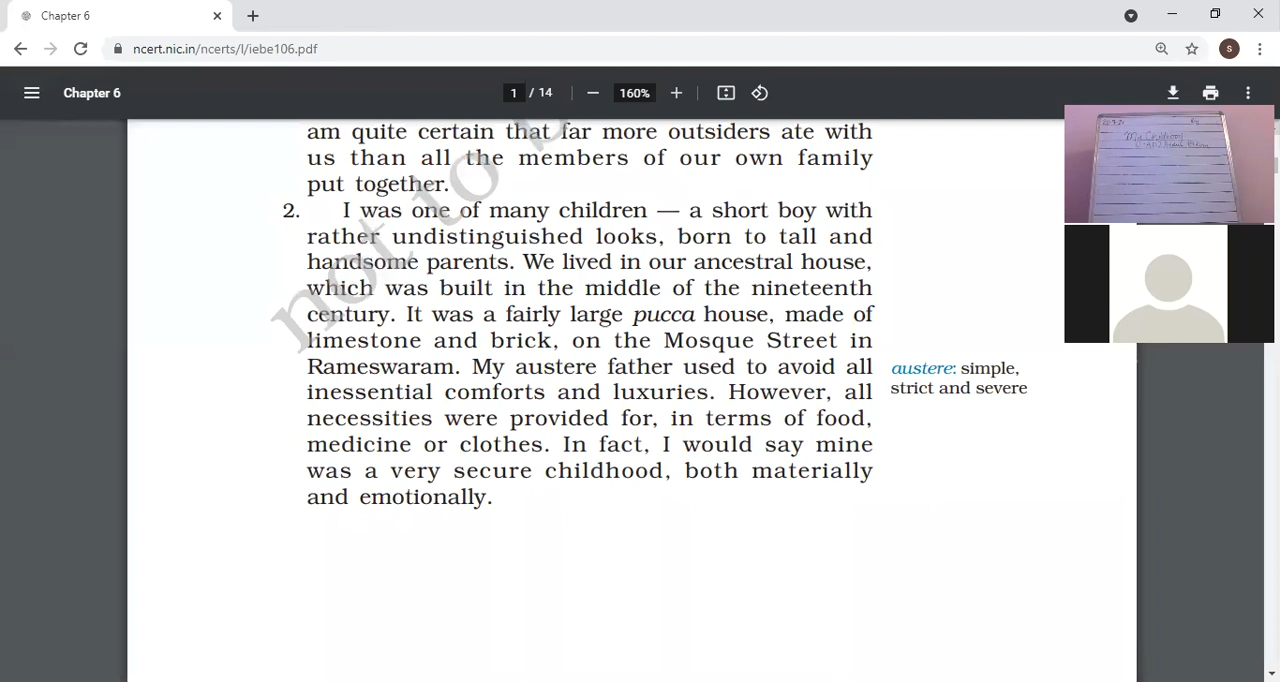 Chapter 6
ncert.nic.in/ncerts/l/iebe106.pdf
S
Chapter 6
1 / 14
160%
am quite certain that far more outsiders ate with
us than all the members of our own family
put together.
2. I was one of many children — a short boy with
rather undistinguished looks, born to tall and
handsome parents. We lived in our ancestral house,
which was built in the middle of the nineteenth
century. It was a fairly large pucca house, made of
limestone and brick, on the Mosque Street in
Rameswaram. My austere father used to avoid all
inessential comforts and luxuries. However, all
necessities were provided for, in terms of food,
medicine or clothes. In fact, I would say mine
was a very secure childhood, both materially
and emotionally.
austere: simple,
strict and severe
not to b
My Childhood